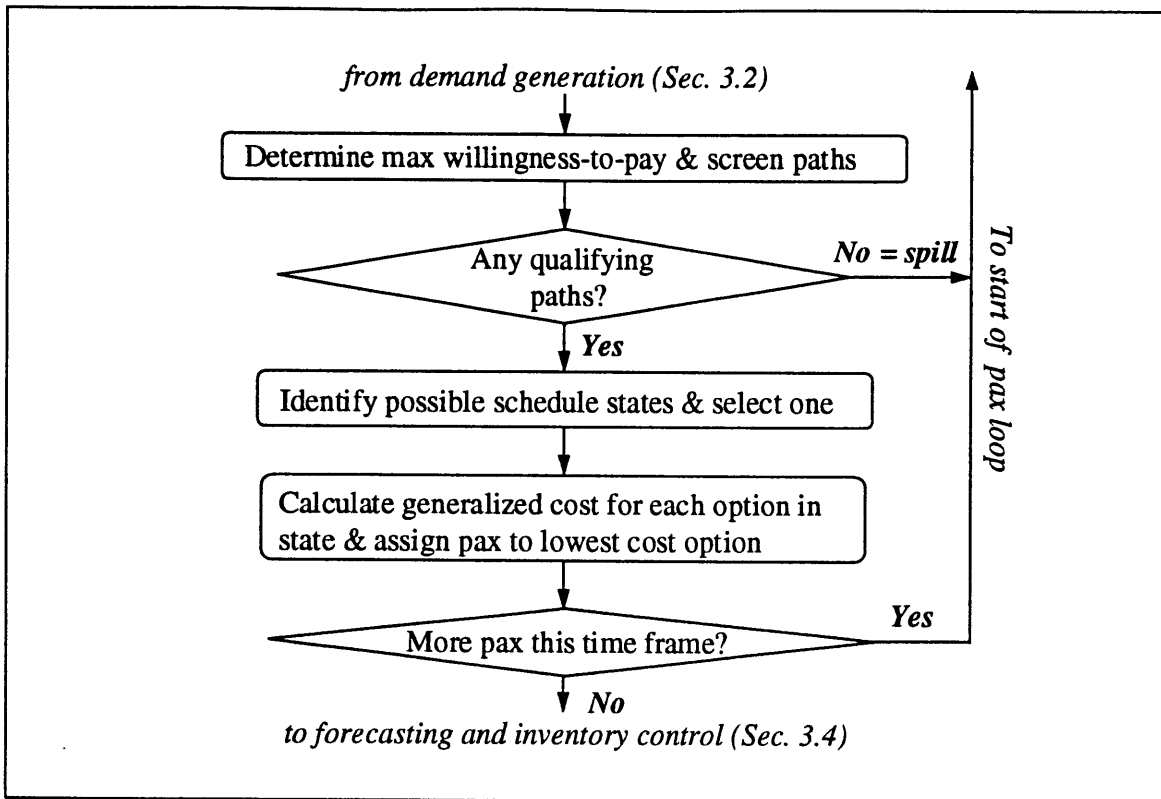 from demand generation (Sec. 3.2)
Determine max willingness-to-pay & screen paths
Any qualifying
paths?
No = spill
Yes
Identify possible schedule states & select one
Calculate generalized cost for each option in
state & assign pax to lowest cost option
More pax this time frame?
Yes
No
to forecasting and inventory control (Sec. 3.4)
To start of pax loop